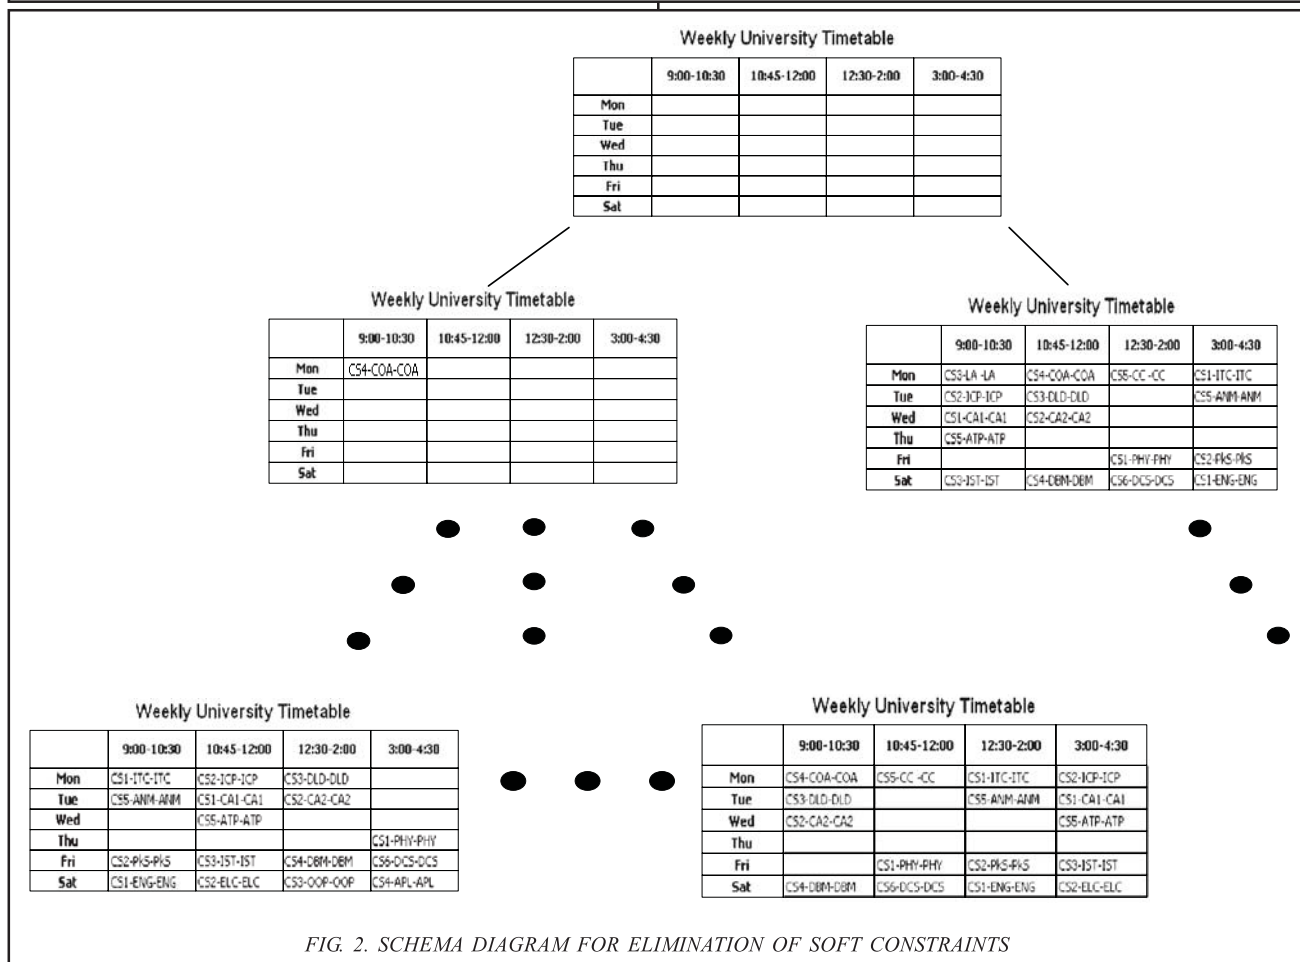 Weekly University Timetable
9:00-10:30 10:45-12:00 12:30-2:00 3:00-4:30
Mon
Tue
Wed
Thu
Fri
Sat
Weekly University Timetable
9:00-10:30 10:45-12:00 12:30-2:00 3:00-4:30
Mon CS4-COA-COA
Tue
Wed
Thu
Fri
Sat
Weekly University Timetable
9:00-10:30 10:45-12:00 12:30-2:00 3:00-4:30
Mon CS3-LA -LA CS4-COA-COA CS5-CC -CC CS1-ITC-ITC
Tue CS2-ICP-ICP CS3-DLD-DLD CS5-ANM-ANM
Wed CS1-CA1-CA1 CS2-CA2-CA2
Thu CS5-ATP-ATP
Fri CS1-PHY-PHY CS2-PkS-PkS
Sat CS3-IST-IST CS4-DBM-DBM CS6-DCS-DCS CS1-ENG-ENG
Weekly University Timetable
9:00-10:30 10:45-12:00 12:30-2:00 3:00-4:30
Mon CS1-ITC-ITC CS2-ICP-ICP CS3-DLD-DLD
Tue CS5-ANM-ANM CS1-CA1-CA1 CS2-CA2-CA2
Wed CS5-ATP-ATP
Thu CS1-PHY-PHY
Fri CS2-PkS-PkS CS3-IST-IST CS4-DBM-DBM CS6-DCS-DCS
Sat CS1-ENG-ENG CS2-ELC-ELC CS3-OOP-OOP CS4-APL-APL
Weekly University Timetable
9:00-10:30 10:45-12:00 12:30-2:00 3:00-4:30
Mon CS4-COA-COA CS5-CC -CC CS1-ITC-ITC CS2-ICP-ICP
Tue CS3-DLD-DLD CS5-ANM-ANM CS1-CA1-CA1
Wed CS2-CA2-CA2 CS5-ATP-ATP
Thu
Fri CS1-PHY-PHY CS2-PkS-PkS CS3-IST-IST
Sat CS4-DBM-DBM CS6-DCS-DCS CS1-ENG-ENG CS2-ELC-ELC
FIG. 2. SCHEMA DIAGRAM FOR ELIMINATION OF SOFT CONSTRAINTS